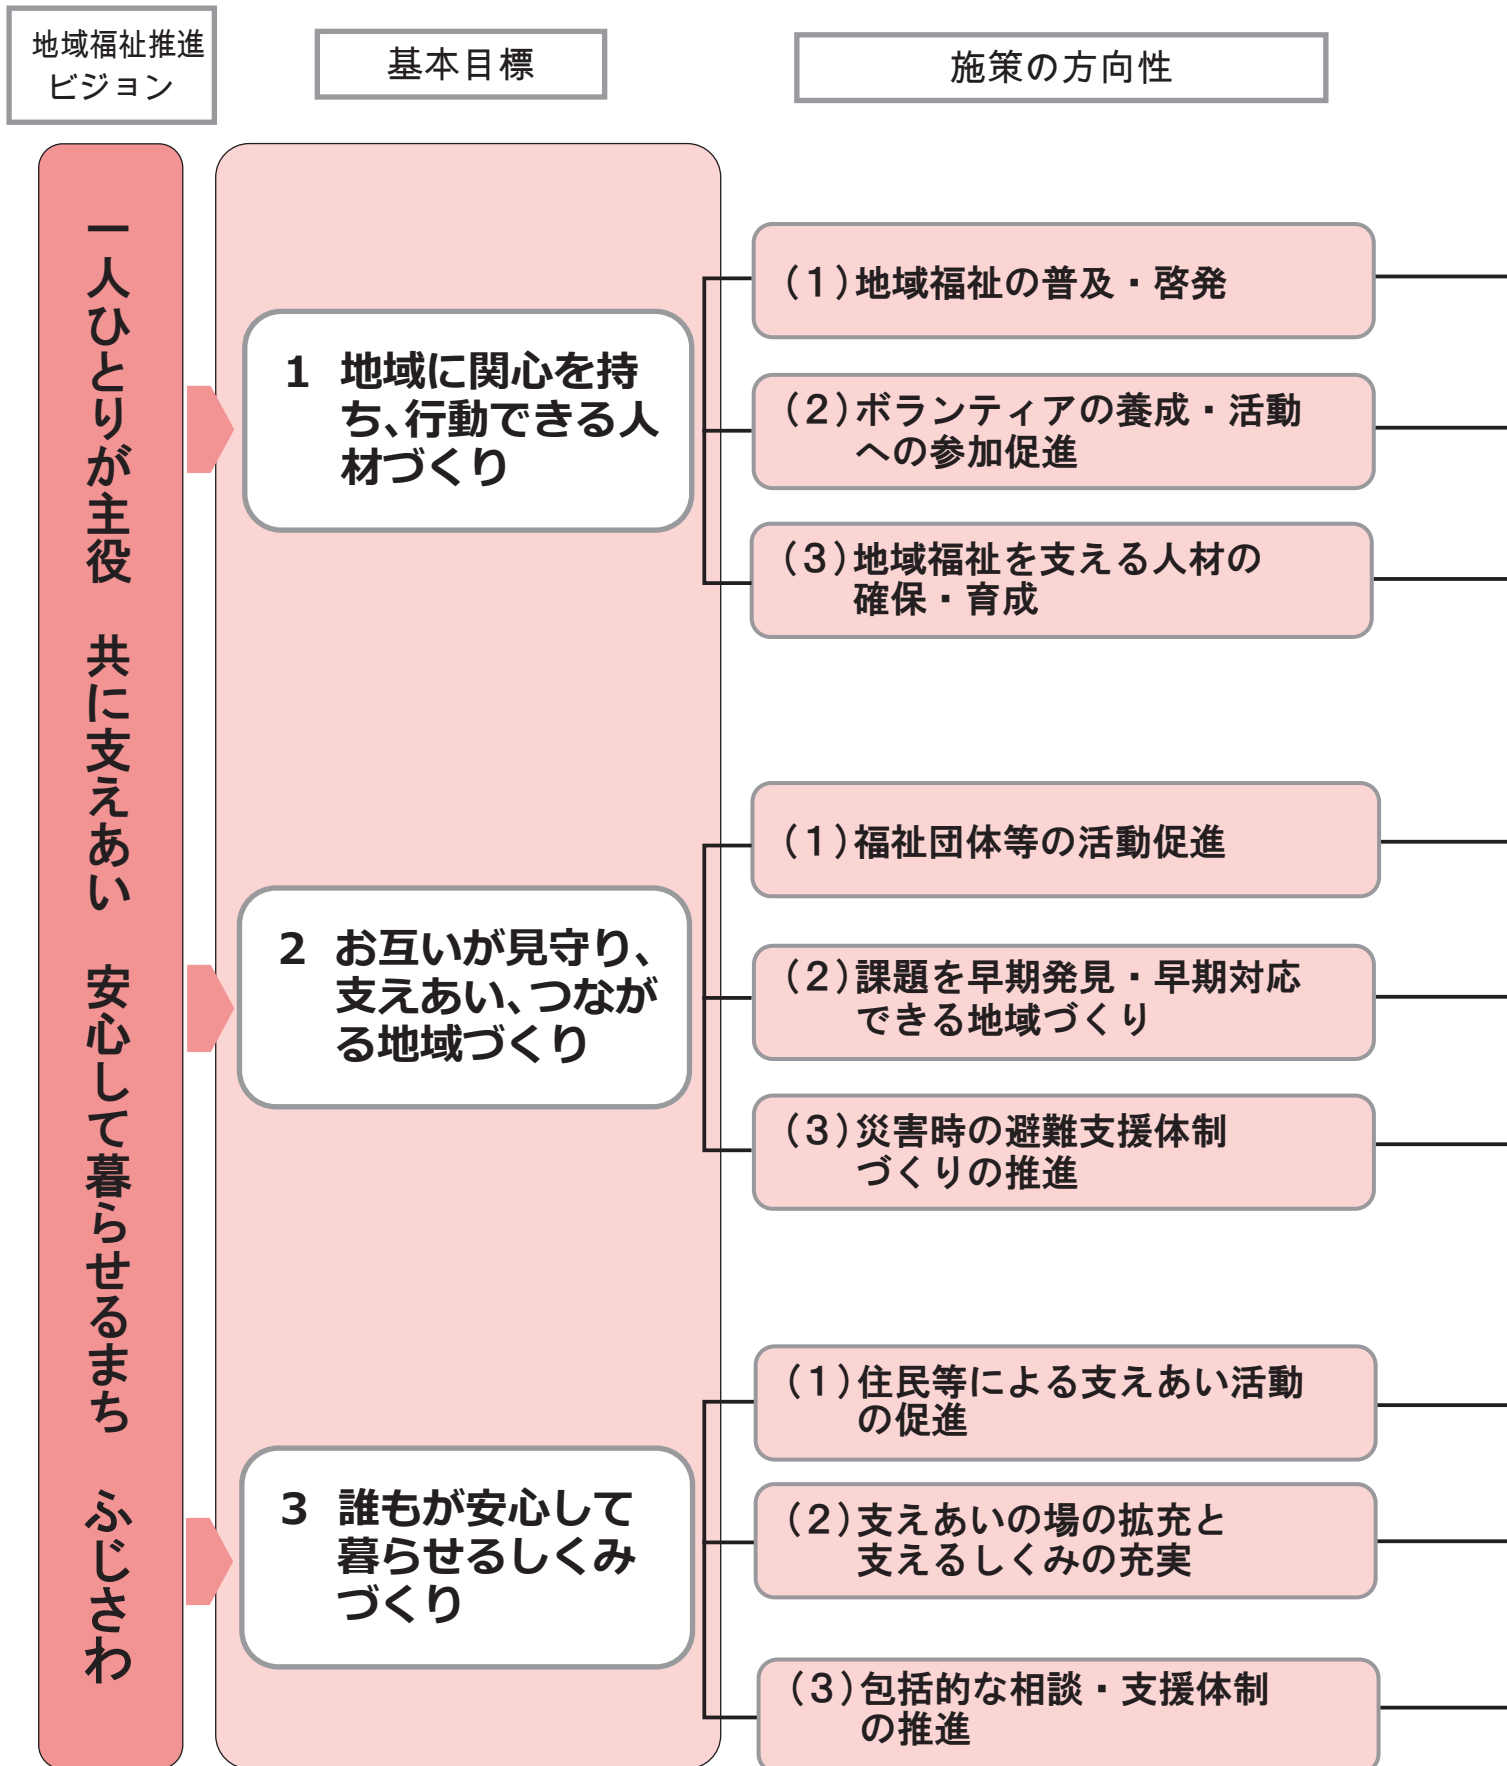 地域福祉推進
ビジョン
基本目標
施策の方向性
一人ひとりが主役　共に支えあい　安心して暮らせるまち　ふじさわ
1 地域に関心を持
ち、行動できる人
材づくり
（１）地域福祉の普及・啓発
（２）ボランティアの養成・活動
への参加促進
（３）地域福祉を支える人材の
確保・育成
2 お互いが見守り、
支えあい、つなが
る地域づくり
（１）福祉団体等の活動促進
（２）課題を早期発見・早期対応
できる地域づくり
（３）災害時の避難支援体制
づくりの推進
3 誰もが安心して
暮らせるしくみ
づくり
（１）住民等による支えあい活動
の促進
（２）支えあいの場の拡充と
支えるしくみの充実
（３）包括的な相談・支援体制
の推進